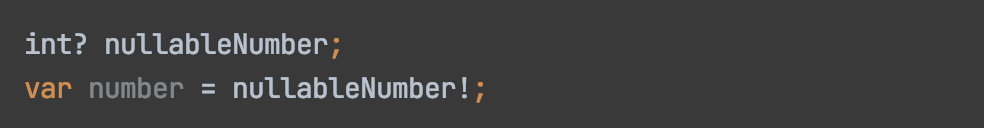 int? nullableNumber;
var number = nullableNumber!;